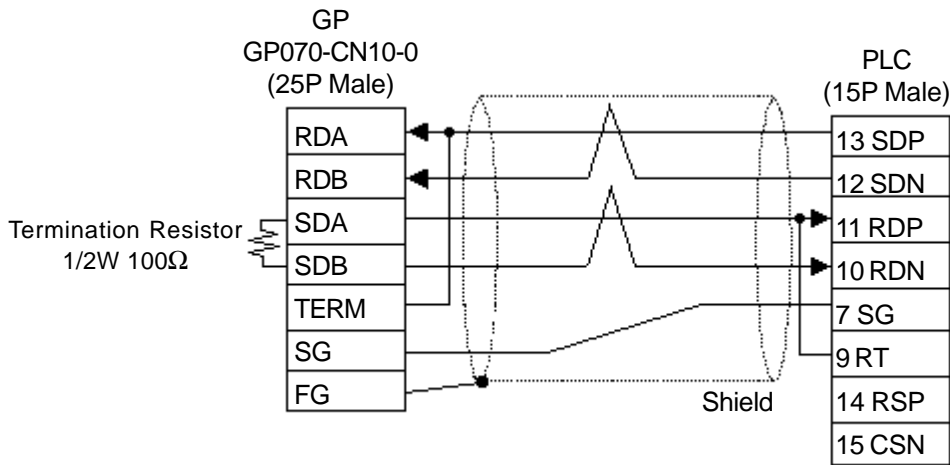 GP
GP070-CN10-0
(25P Male)
PLC
(15P Male)
RDA
RDB
SDA
SDB
TERM
SG
FG
Termination Resistor
1/2W 100Ω
13 SDP
12 SDN
11 RDP
10 RDN
7 SG
9 RT
14 RSP
15 CSN
Shield